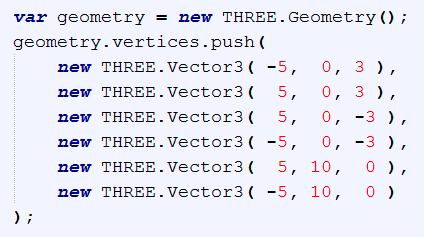 var geometry = new THREE.Geometry();
geometry.vertices.push(
    new THREE.Vector3( -5,  0, 3 ),
    new THREE.Vector3(  5,  0, 3 ),
    new THREE.Vector3(  5,  0, -3 ),
    new THREE.Vector3( -5,  0, -3 ),
    new THREE.Vector3(  5, 10,  0 ),
    new THREE.Vector3( -5, 10,  0 )
);